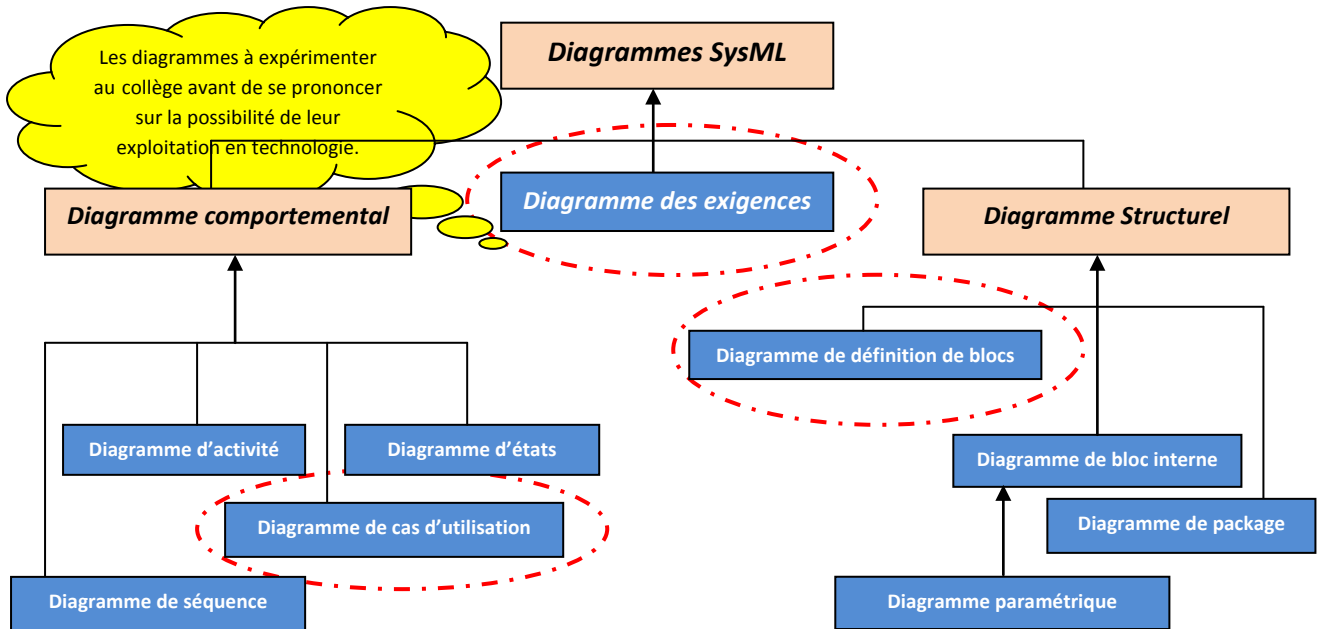 Les diagrammes à expérimenter
au collège avant de se prononcer
sur la possibilité de leur
exploitation en technologie.
Diagrammes SysML
Diagramme comportemental
Diagramme des exigences
Diagramme Structurel
Diagramme de définition de blocs
Diagramme d’activité
Diagramme d’états
Diagramme de bloc interne
Diagramme de cas d’utilisation
Diagramme de package
Diagramme de séquence
Diagramme paramétrique